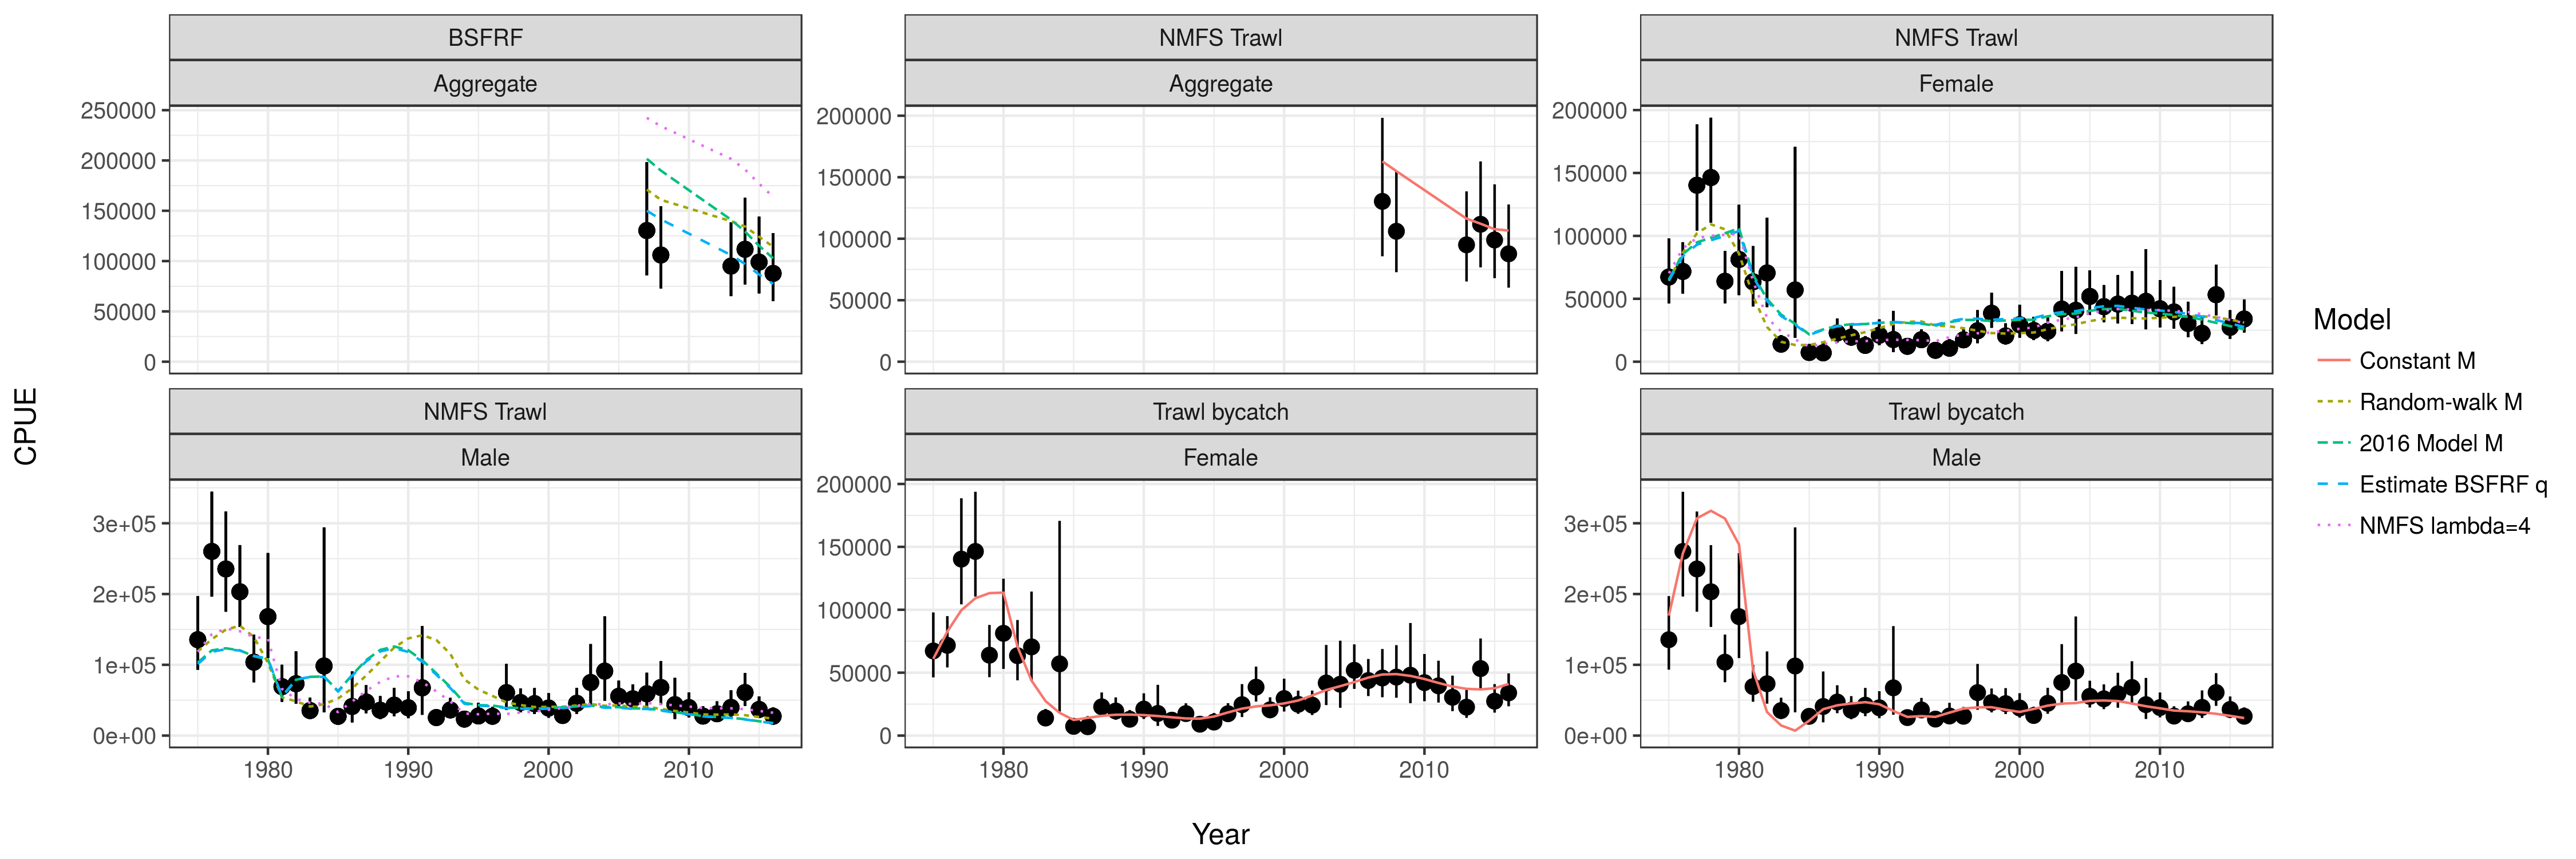 BSFRF
Aggregate
250000
200000
150000
100000
50000
0
NMFS Trawl
Aggregate
200000
150000
100000
50000
0
NMFS Trawl
Female
200000
150000
100000
50000
0
NMFS Trawl
Male
3e+05
2e+05
1e+05
0e+00
1980 1990 2000 2010
Trawl bycatch
Female
200000
150000
100000
50000
0
1980 1990 2000 2010
Trawl bycatch
Male
3e+05
2e+05
1e+05
0e+00
1980 1990 2000 2010
CPUE
Year
Model
Constant M
Random-walk M
2016 Model M
Estimate BSFRF q
NMFS lambda=4